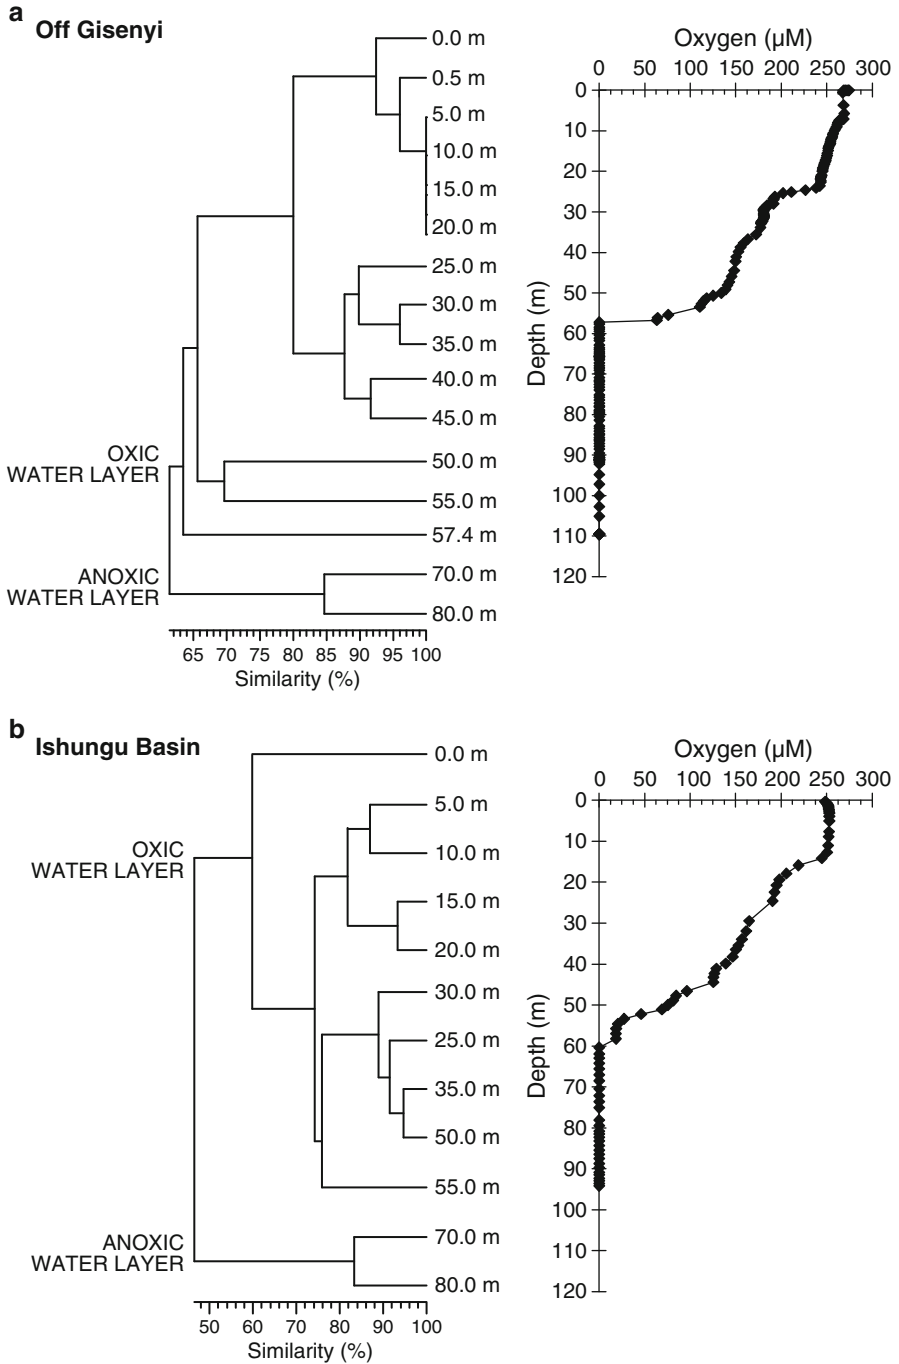 a
Off Gisenyi
0.0 m
0.5 m
5.0 m
10.0 m
15.0 m
20.0 m
25.0 m
30.0 m
35.0 m
40.0 m
45.0 m
50.0 m
55.0 m
57.4 m
70.0 m
80.0 m
OXIC
WATER LAYER
ANOXIC
WATER LAYER
65 70 75 80 85 90 95 100
Similarity (%)
Oxygen (µM)
0 50 100 150 200 250 300
0
10
20
30
40
50
60
70
80
90
100
110
120
Depth (m)
b
Ishungu Basin
0.0 m
5.0 m
10.0 m
15.0 m
20.0 m
30.0 m
25.0 m
35.0 m
50.0 m
55.0 m
70.0 m
80.0 m
OXIC
WATER LAYER
ANOXIC
WATER LAYER
50 60 70 80 90 100
Similarity (%)
Oxygen (µM)
0 50 100 150 200 250 300
0
10
20
30
40
50
60
70
80
90
100
110
120
Depth (m)